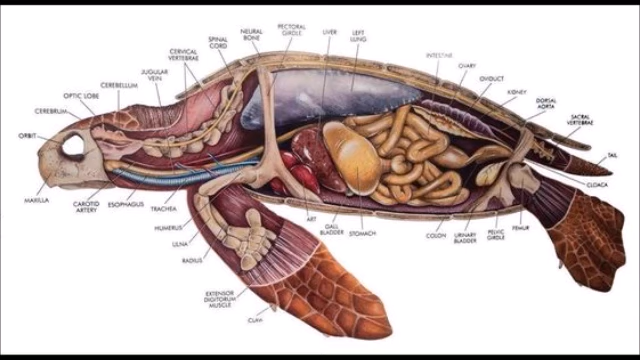 PECTORAL
GIRDLE
NEURAL
BONE
LIVER
LEFT
LUNG
SPINAL
CORD
CERVICAL
VERTEBRAE
INTESTINE
OVARY
OVIDUCT
KIDNEY
DORSAL
AORTA
SACRAL
VERTEBRAE
JUGULAR
VEIN
CEREBELLUM
OPTIC LOBE
CEREBRUM
ORBIT
TAIL
CLOACA
MAXILLA
CAROTID
ARTERY
ESOPHAGUS
TRACHEA
HUMERUS
ULNA
RADIUS
EXTENSOR
DIGITORUM
MUSCLE
GALL
BLADDER
STOMACH
COLON
URINARY
BLADDER
PELVIC
GIRDLE
FEMUR